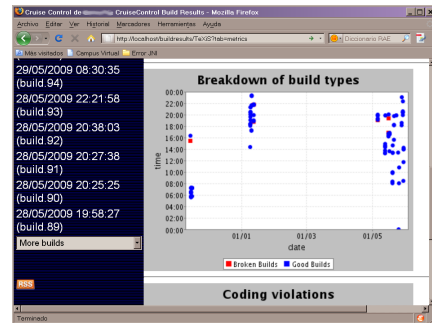 Cruise Control de CruiseControl Build Results - Mozilla Firefox
Archivo Editar Ver Historial Marcadores Herramientas Ayuda
http://localhost/buildresults/TeXiS?tab=metrics
Diccionario RAE
Más visitados Campus Virtual Error JNI
29/05/2009 08:30:35
(build.94)
28/05/2009 22:21:58
(build.93)
28/05/2009 20:38:03
(build.92)
28/05/2009 20:27:38
(build.91)
28/05/2009 20:25:25
(build.90)
28/05/2009 19:58:27
(build.89)
More builds
RSS
Breakdown of build types
00:00
22:00
20:00
18:00
16:00
14:00
12:00
10:00
08:00
06:00
04:00
02:00
00:00
time
01/01 01/03 01/05
date
Broken Builds Good Builds
Coding violations
Terminado